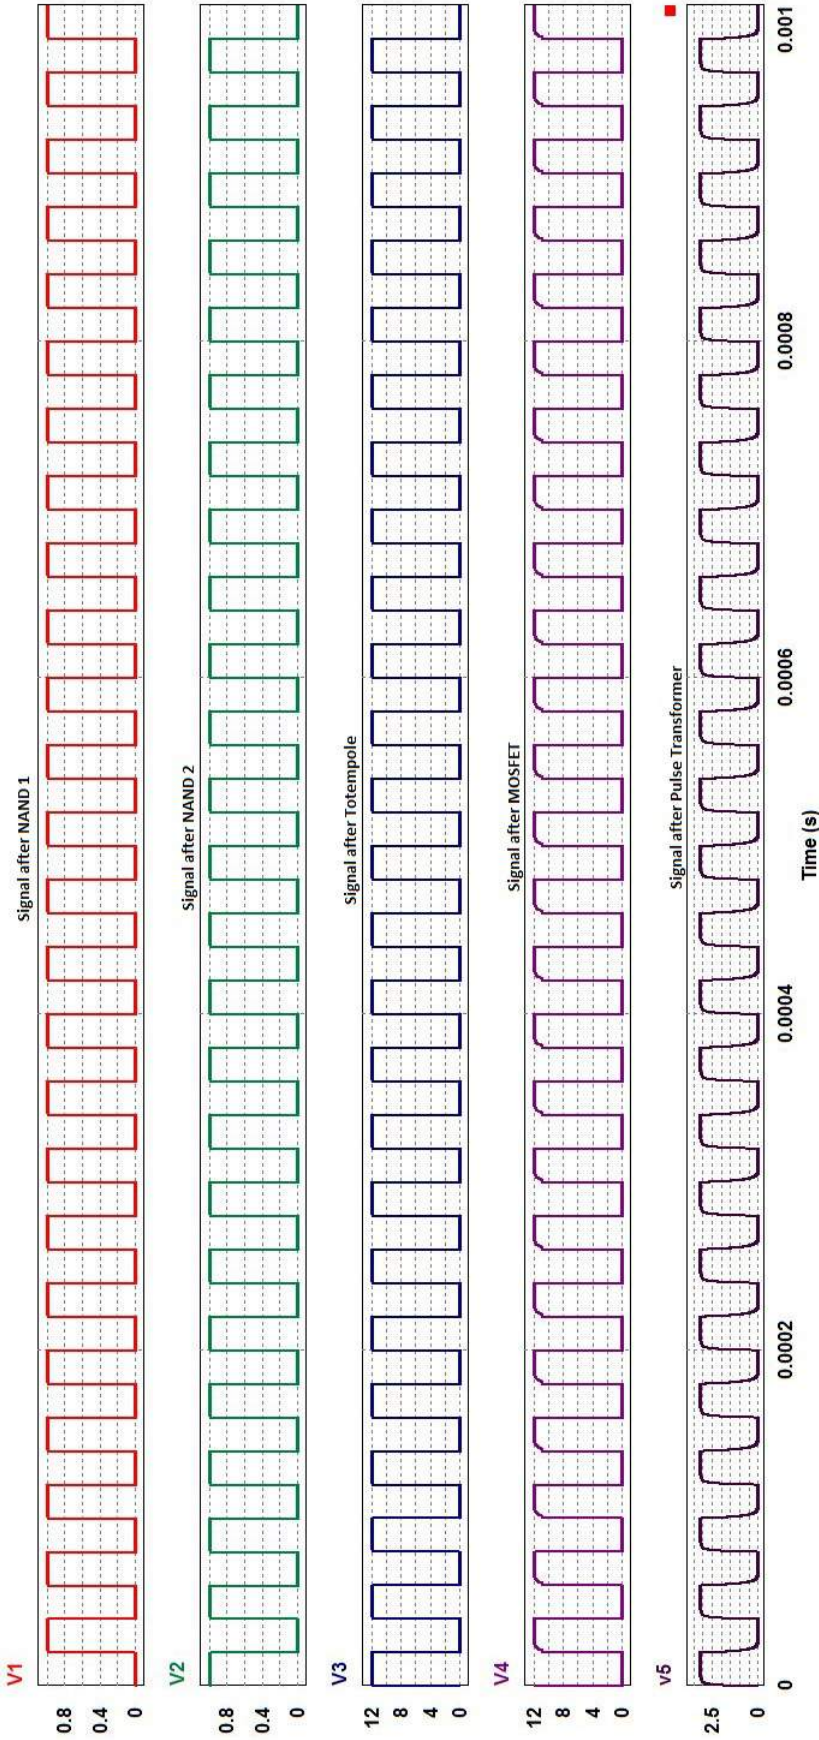 V1
Signal after NAND 1
0.8
0.4
0
V2
Signal after NAND 2
0.8
0.4
0
V3
Signal after Totempole
12
8
4
0
V4
Signal after MOSFET
12
8
4
0
v5
Signal after Pulse Transformer
2.5
0
0 0.0002 0.0004 0.0006 0.0008 0.001
Time (s)